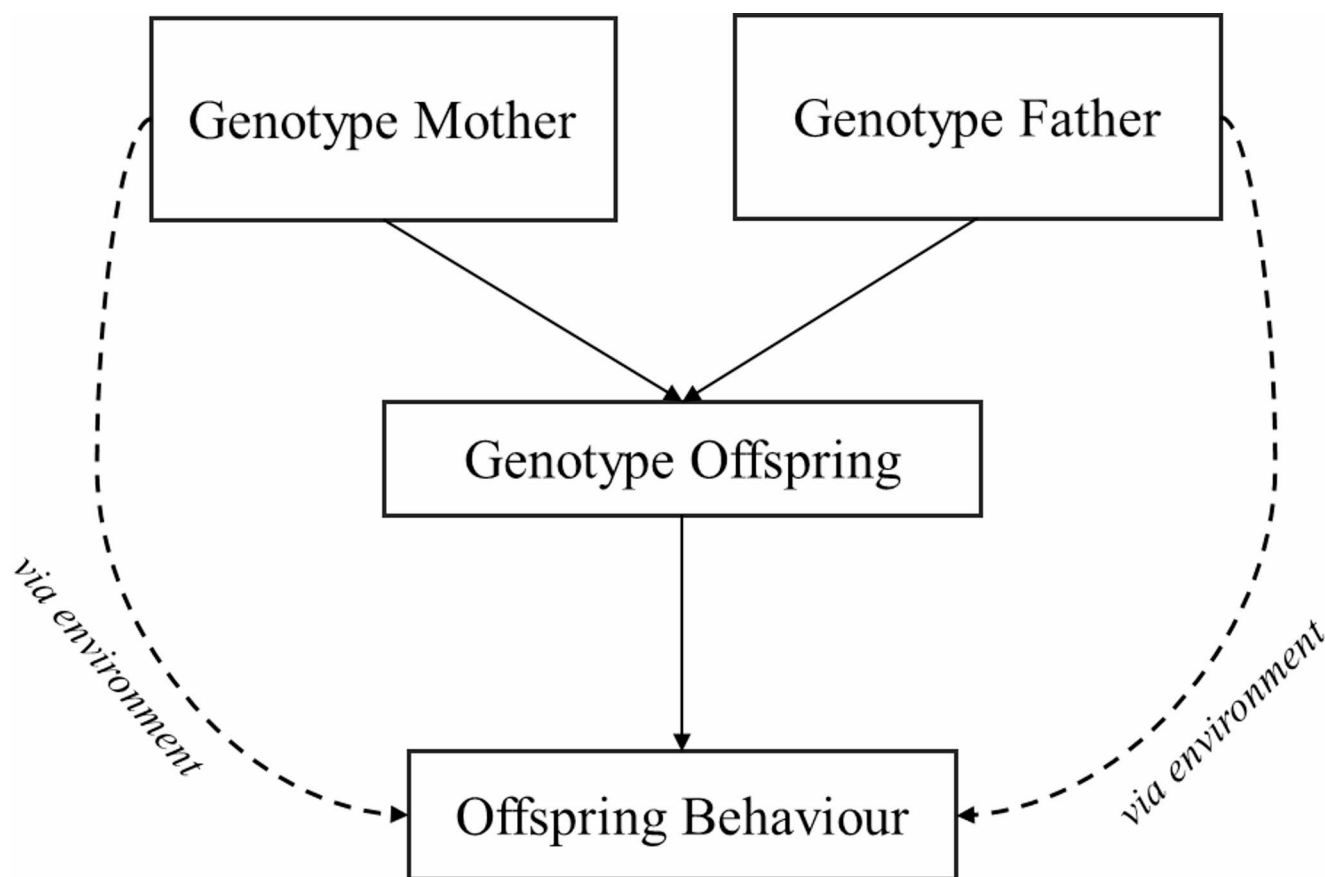 Genotype Mother
Genotype Father
Genotype Offspring
via environment
via environment
Offspring Behaviour